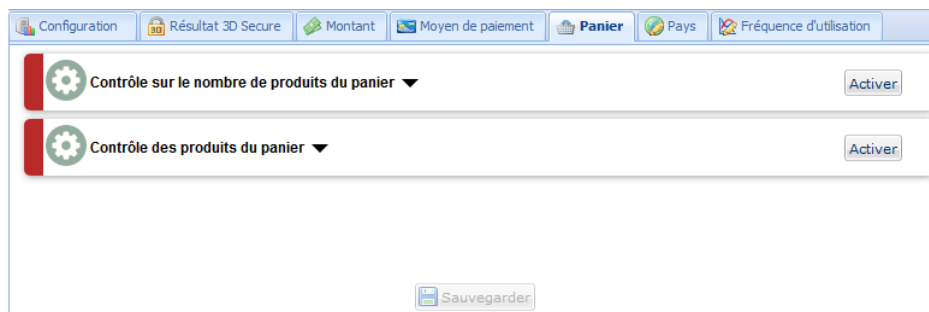 Configuration 3D Résultat 3D Secure Montant Moyen de paiement Panier Pays Fréquence d'utilisation
Contrôle sur le nombre de produits du panier Activer
Contrôle des produits du panier Activer
Sauvegarder